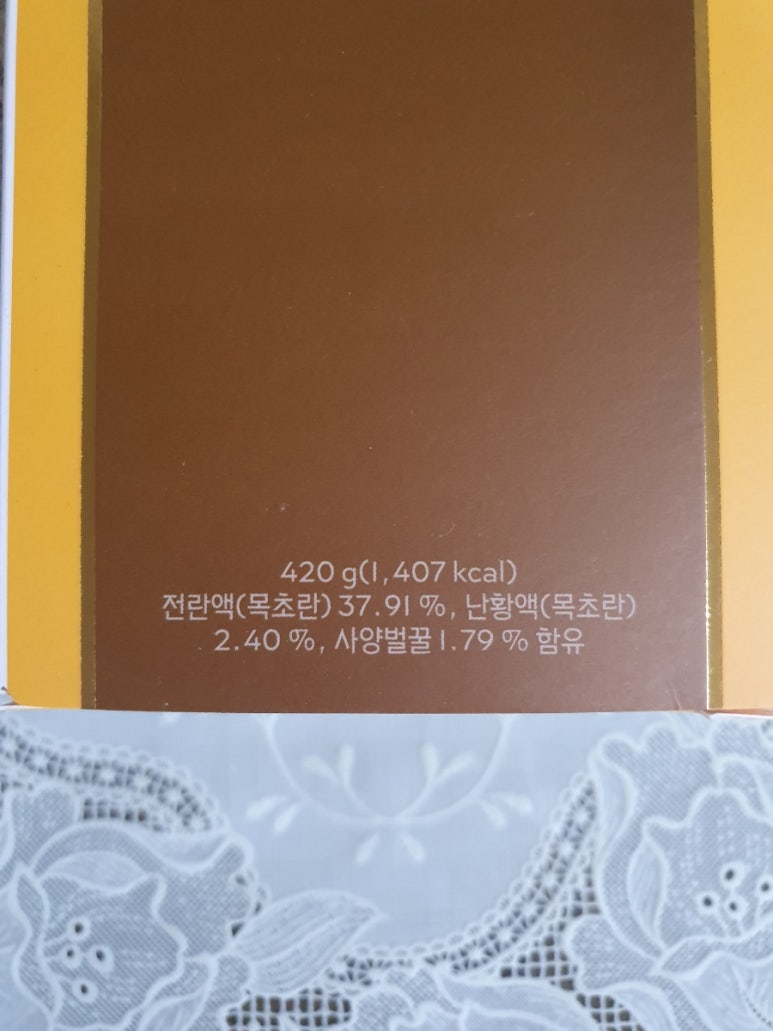 420 g(1,407 kcal)
전란액(목초란) 37.91 %, 난황액(목초란)
2.40 %, 사양벌꿀 1.79 % 함유